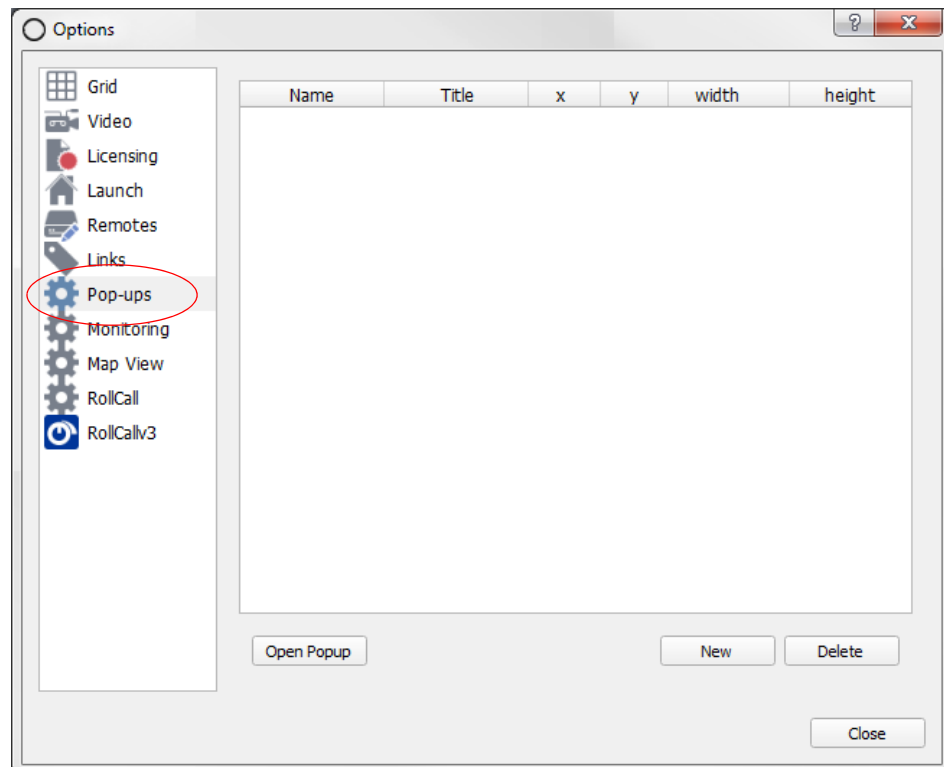 Options
Grid
Video
Licensing
Launch
Remotes
Links
Pop-ups
Monitoring
Map View
RollCall
RollCallv3
Name Title x y width height
Open Popup New Delete
Close